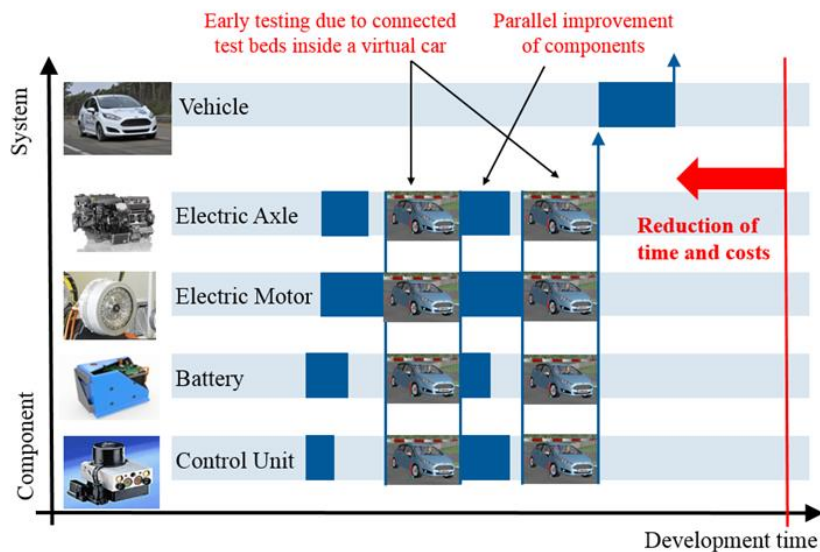 Early testing due to connected
test beds inside a virtual car
Parallel improvement
of components
System
Vehicle
Electric Axle
Reduction of
time and costs
Electric Motor
Battery
Component
Control Unit
Development time